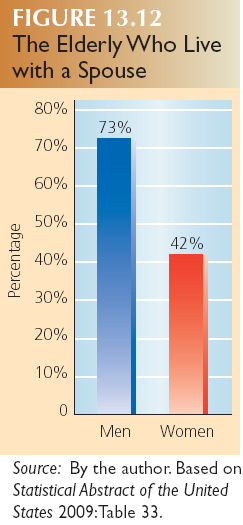 FIGURE 13.12
The Elderly Who Live
with a Spouse
Percentage
80%
70%
60%
50%
40%
30%
20%
10%
0
73%
42%
Men Women
Source: By the author. Based on
Statistical Abstract of the United
States 2009:Table 33.